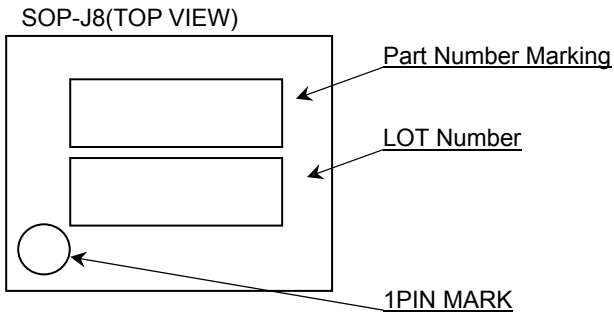 SOP-J8(TOP VIEW)
Part Number Marking
LOT Number
1PIN MARK